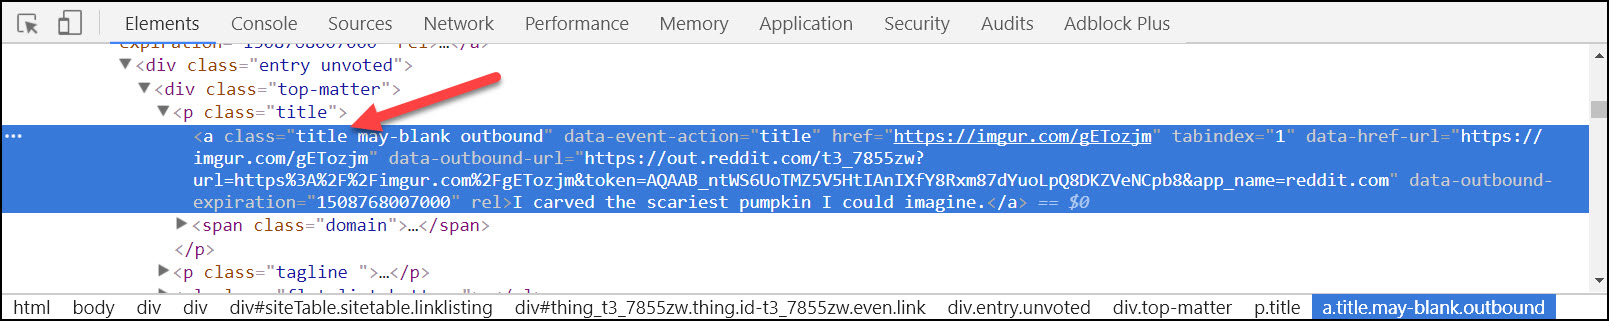 Elements Console Sources Network Performance Memory Application Security Audits Adblock Plus
expiration="1508768007000" rel>…</a>
▼<div class="entry unvoted">
▼<div class="top-matter">
▼<p class="title">
… <a class="title may-blank outbound" data-event-action="title" href="https://imgur.com/gETozjm" tabindex="1" data-href-url="https://
imgur.com/gETozjm" data-outbound-url="https://out.reddit.com/t3_7855zw?
url=https%3A%2F%2Fimgur.com%2FgETozjm&token=AQAAB_ntWS6UoTMZ5V5HtIAnIXfY8Rxm87dYuoLpQ8DKZVeNCpb8&app_name=reddit.com" data-outbound-
expiration="1508768007000" rel>I carved the scariest pumpkin I could imagine.</a> == $0
▶<span class="domain">…</span>
</p>
▶<p class="tagline ">…</p>
html body div div div#siteTable.sitetable.linklisting div#thing_t3_7855zw.thing.id-t3_7855zw.even.link div.entry.unvoted div.top-matter p.title a.title.may-blank.outbound